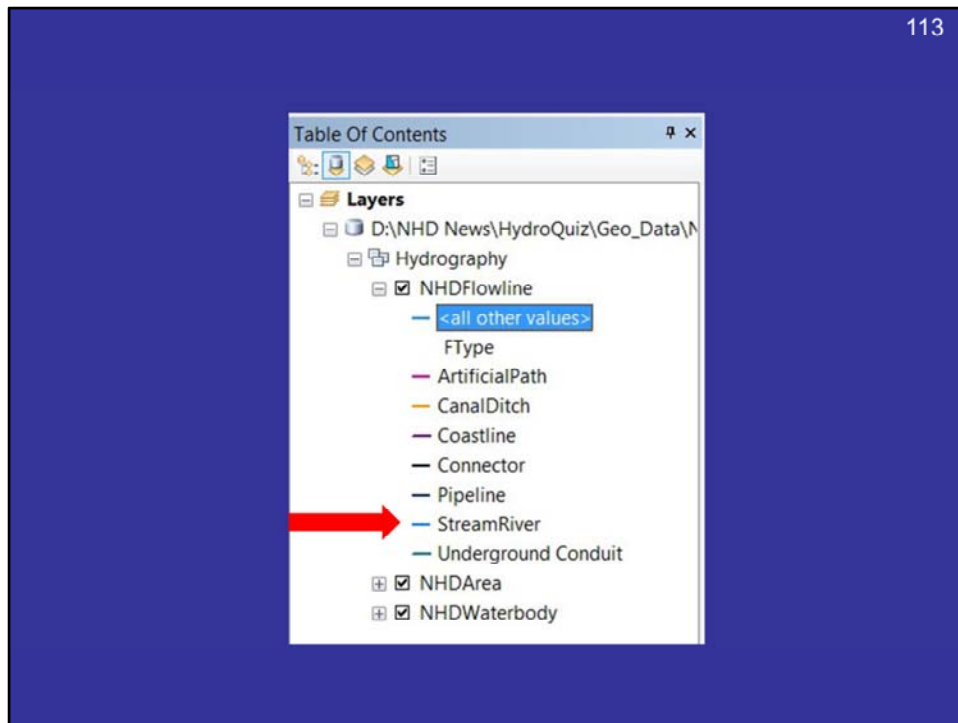 113
Table Of Contents
Layers
D:\NHD News\HydroQuiz\Geo_Data\N
Hydrography
NHDFlowline
<all other values>
FType
ArtificialPath
CanalDitch
Coastline
Connector
Pipeline
StreamRiver
Underground Conduit
NHDArea
NHDWaterbody